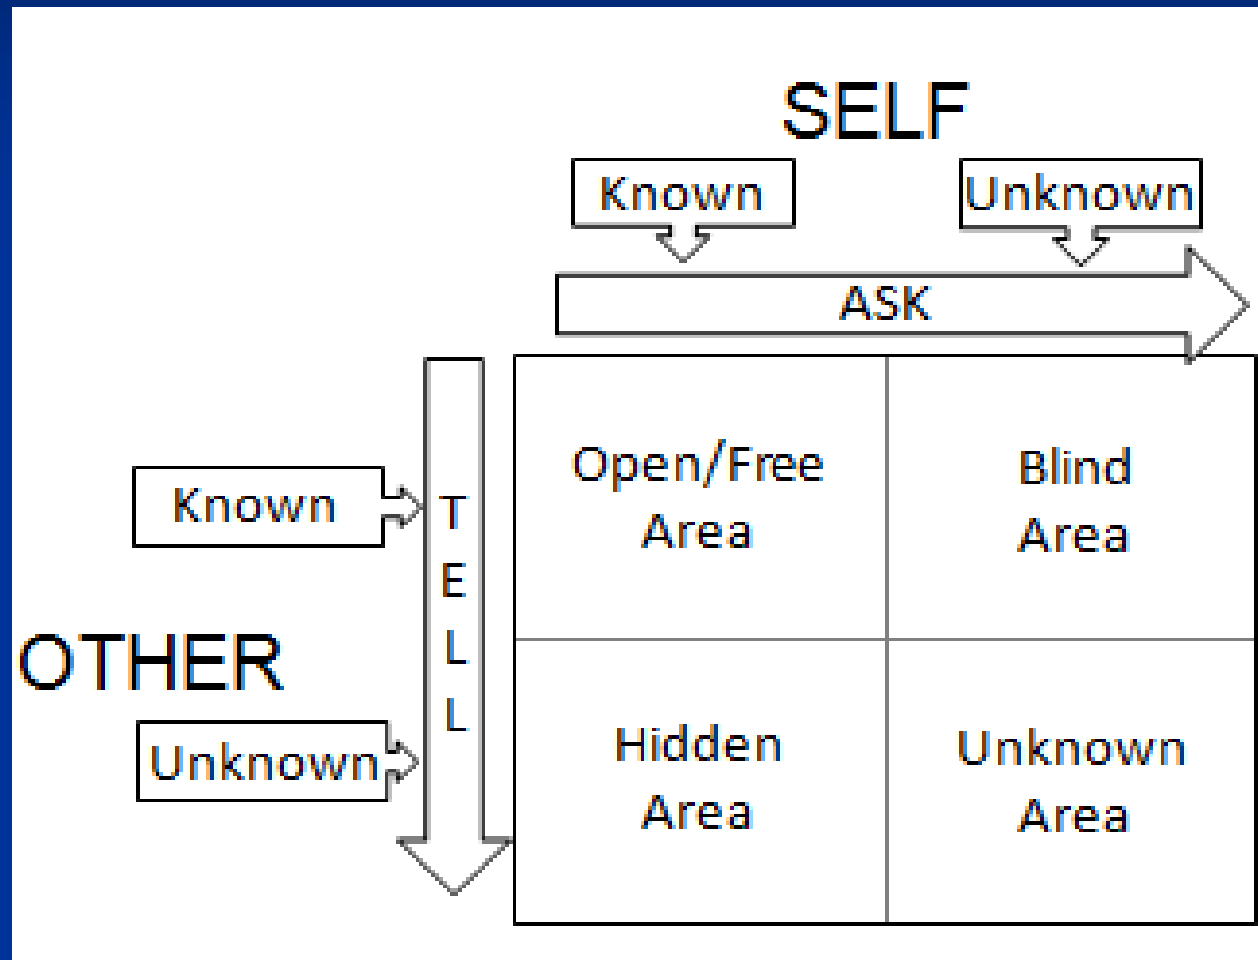 SELF
Known Unknown
ASK
T
E
L
L
Known
OTHER
Unknown
Open/Free
Area
Blind
Area
Hidden
Area
Unknown
Area